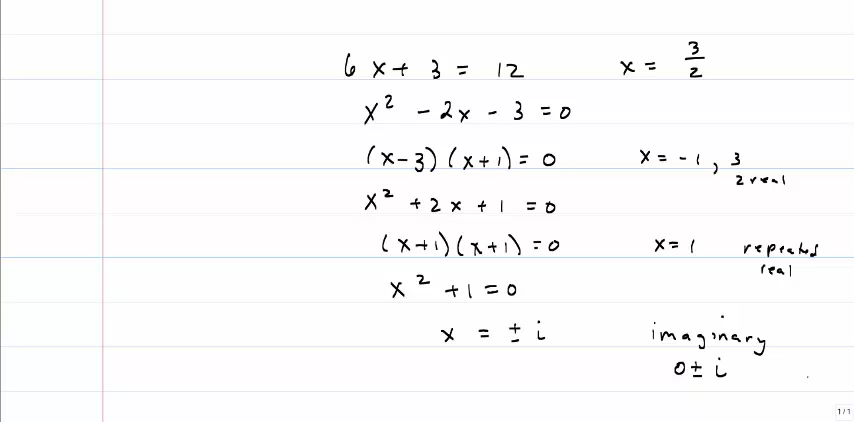 6x + 3 = 12 x = 3/2
x² - 2x - 3 = 0
(x-3)(x+1) = 0 x = -1, 3
2 real
x² + 2x + 1 = 0
(x+1)(x+1) = 0 x = 1 repeated
real
x² + 1 = 0
x = ± i imaginary
0 ± i
1/1